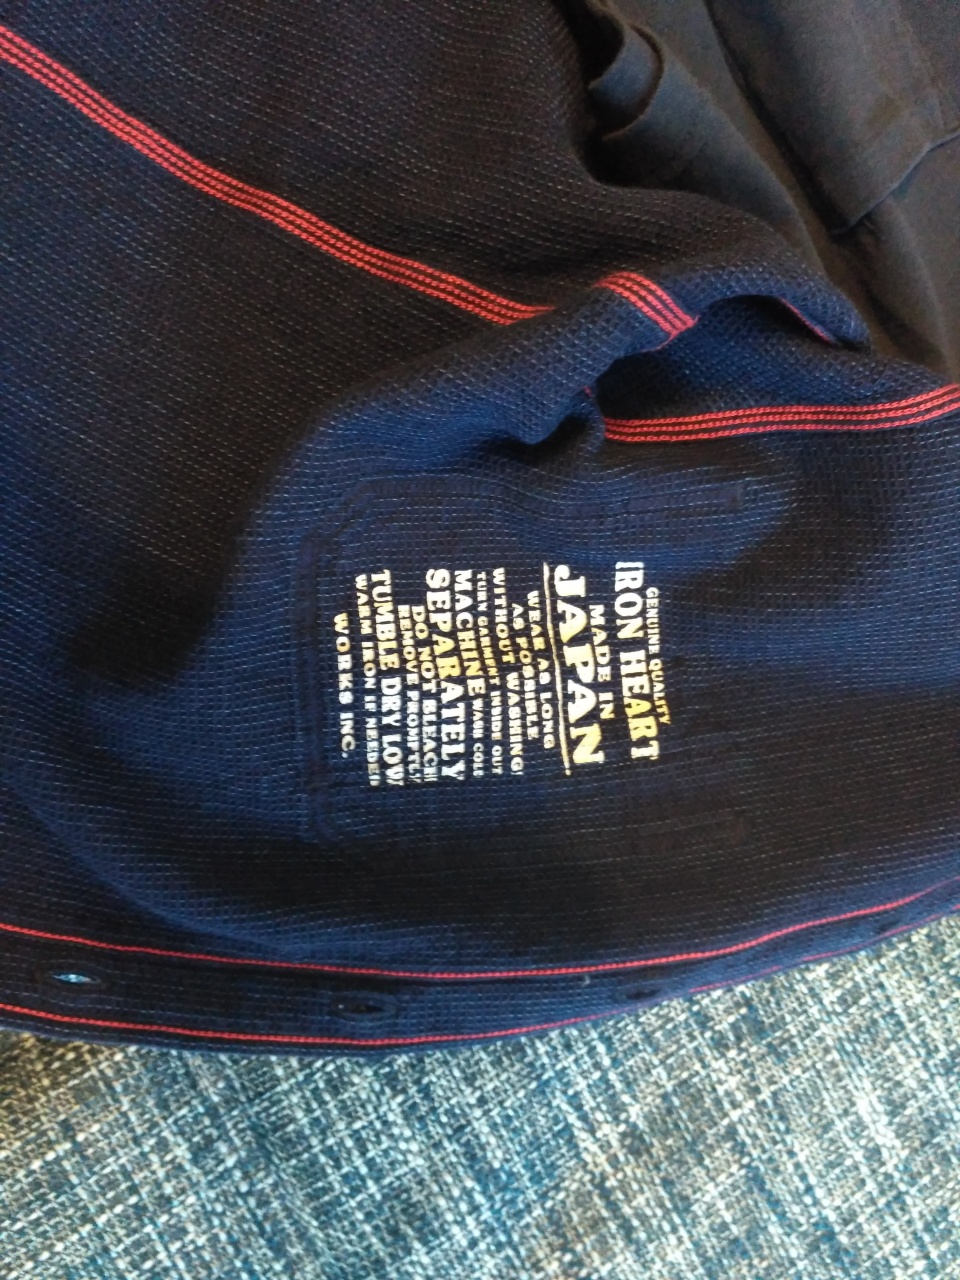 GENUINE QUALITY
IRON HEART
MADE IN
JAPAN
WEAR AS LONG
AS POSSIBLE
WITHOUT WASHING!
TURN GARMENT INSIDE OUT
MACHINE WASH COLD
SEPARATELY
DO NOT BLEACH!
REMOVE PROMPTLY
TUMBLE DRY LOW
WARM IRON IF NEEDED
WORKS INC.